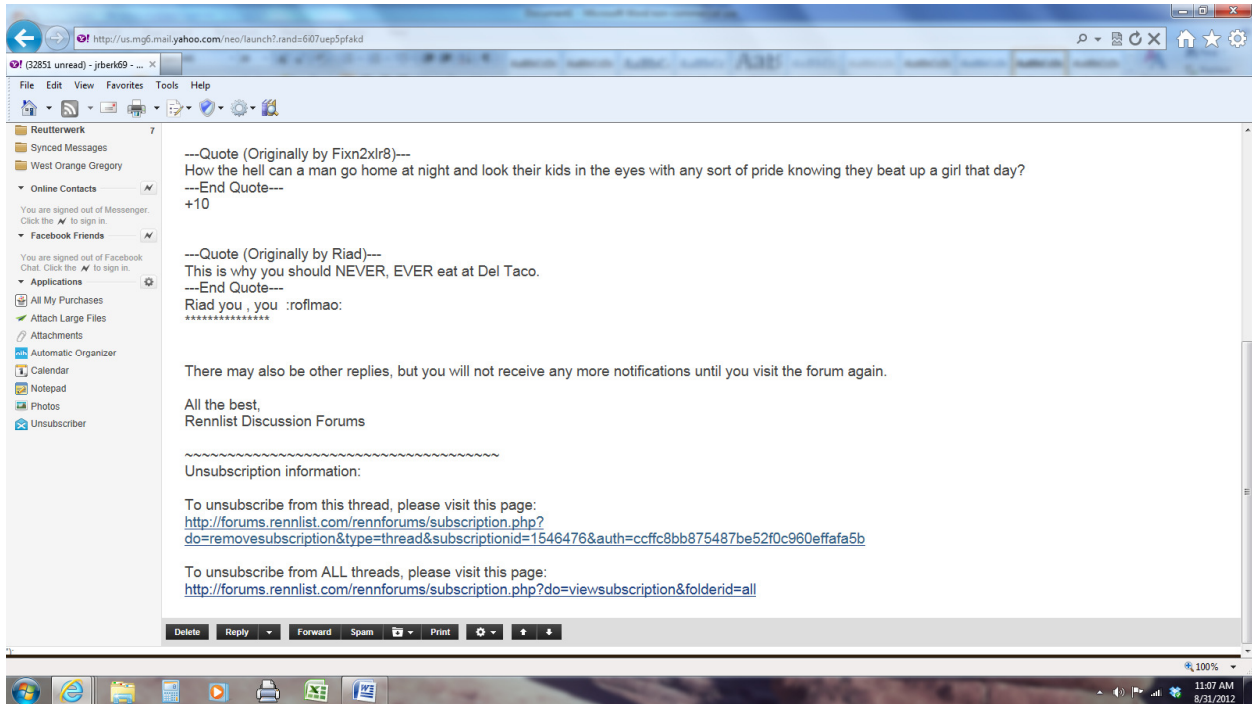 http://us.mg6.mail.yahoo.com/neo/launch?.rand=6i07uep5pfakd
(32851 unread) - jrberk69 - ...
File Edit View Favorites Tools Help
Reutterwerk 7
Synced Messages
West Orange Gregory
Online Contacts
You are signed out of Messenger.
Click the to sign in.
Facebook Friends
You are signed out of Facebook
Chat. Click the to sign in.
Applications
All My Purchases
Attach Large Files
Attachments
Automatic Organizer
Calendar
Notepad
Photos
Unsubscriber
---Quote (Originally by Fixn2xlr8)---
How the hell can a man go home at night and look their kids in the eyes with any sort of pride knowing they beat up a girl that day?
---End Quote---
+10
---Quote (Originally by Riad)---
This is why you should NEVER, EVER eat at Del Taco.
---End Quote---
Riad you , you :roflmao:
***************
There may also be other replies, but you will not receive any more notifications until you visit the forum again.
All the best,
Rennlist Discussion Forums
~~~~~~~~~~~~~~~~~~~~~~~~~~~~~~~~~~~~~
Unsubscription information:
To unsubscribe from this thread, please visit this page:
http://forums.rennlist.com/rennforums/subscription.php?
do=removesubscription&type=thread&subscriptionid=1546476&auth=ccffc8bb875487be52f0c960effafa5b
To unsubscribe from ALL threads, please visit this page:
http://forums.rennlist.com/rennforums/subscription.php?do=viewsubscription&folderid=all
Delete Reply Forward Spam Print
100%
11:07 AM
8/31/2012